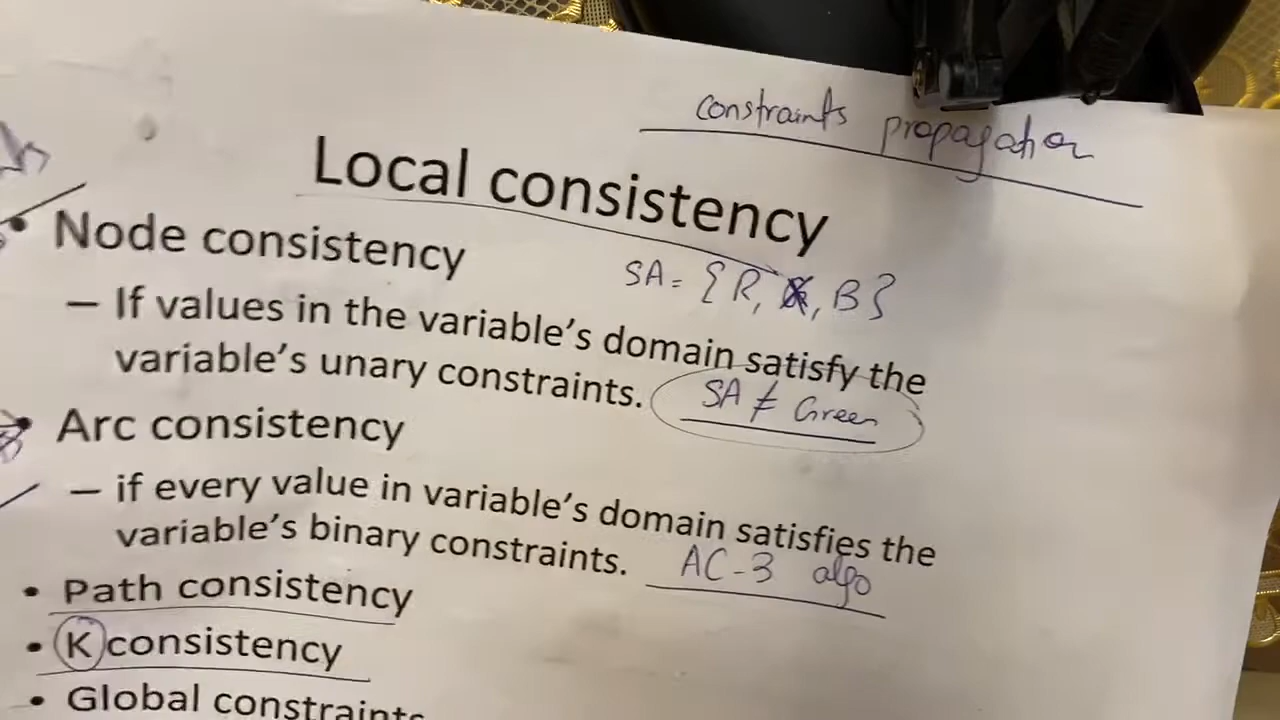 constraints propagation
Local consistency
• Node consistency
SA = { R, G, B }
– If values in the variable's domain satisfy the
variable's unary constraints.
SA ≠ Green
Arc consistency
– if every value in variable's domain satisfies the
variable's binary constraints.
AC-3 algo
• Path consistency
• K consistency
• Global constraints